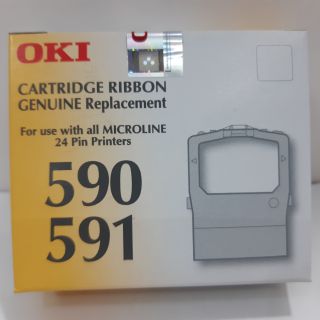 OKI
CARTRIDGE RIBBON
GENUINE Replacement
For use with all MICROLINE
24 Pin Printers
590
591